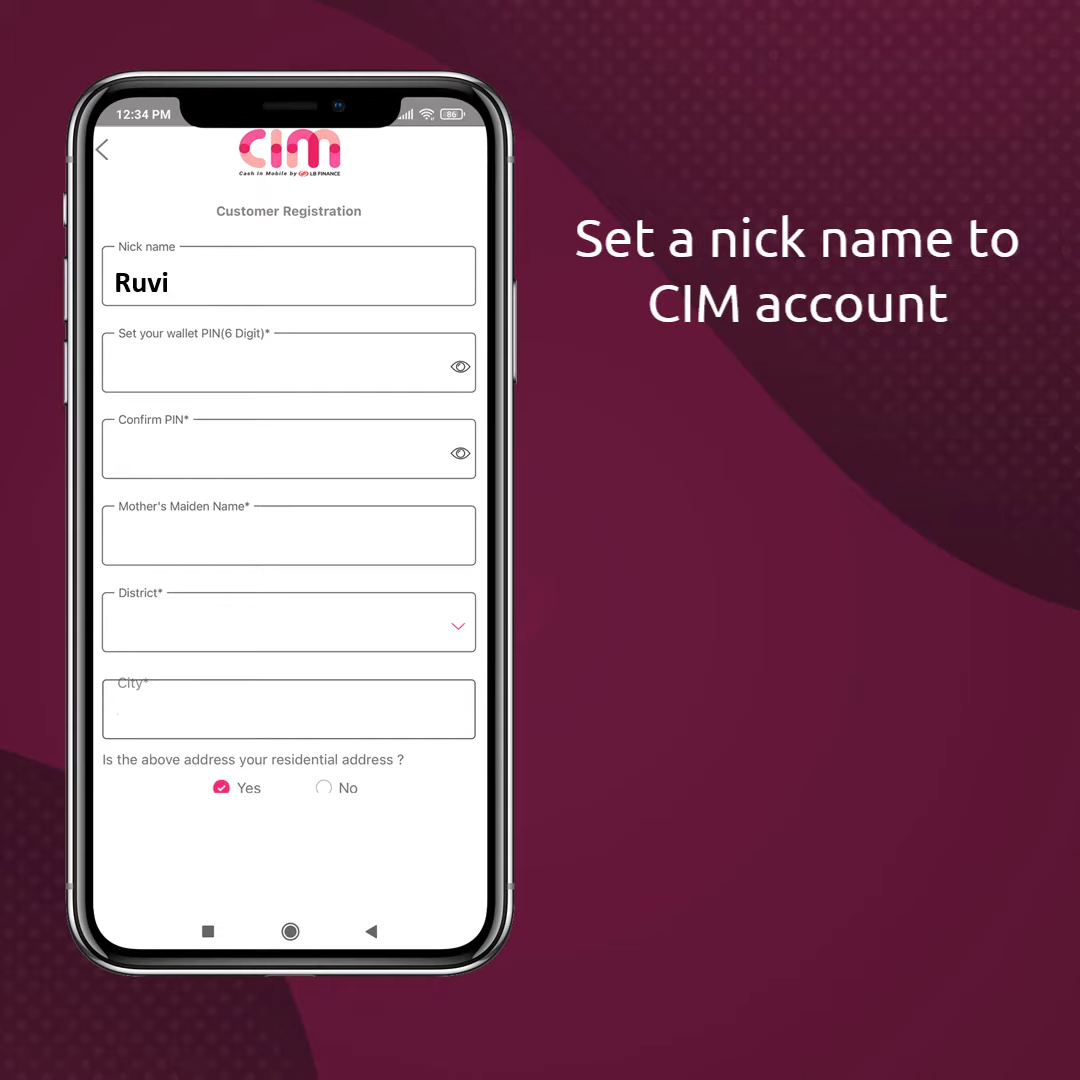 12:34 PM
86
CIM
Cash in Mobile by LB FINANCE
Customer Registration
Nick name
Ruvi
Set your wallet PIN(6 Digit)*
Confirm PIN*
Mother's Maiden Name*
District*
City*
Is the above address your residential address ?
Yes No
Set a nick name to
CIM account